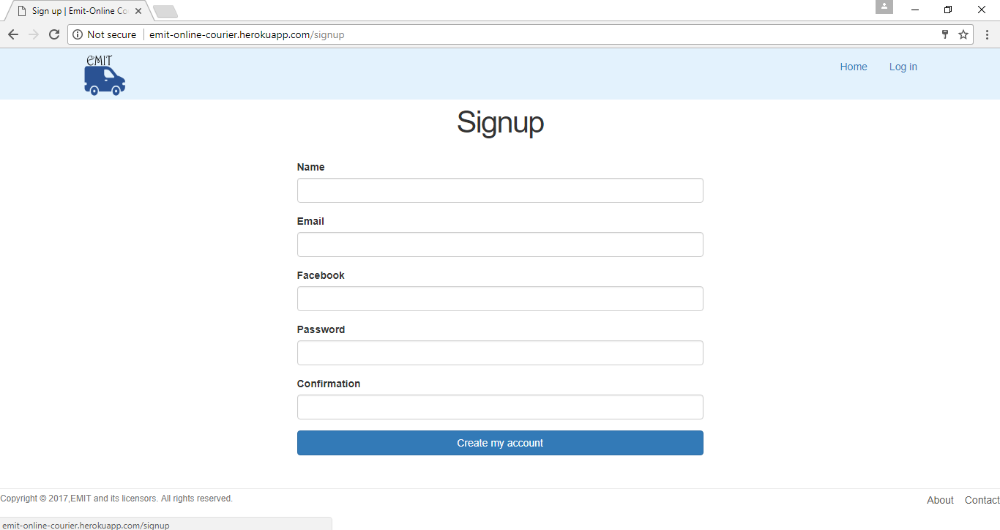 Sign up | Emit-Online Co
Not secure
emit-online-courier.herokuapp.com/signup
EMIT
Home
Log in
Signup
Name
Email
Facebook
Password
Confirmation
Create my account
Copyright © 2017,EMIT and its licensors. All rights reserved.
About
Contact
emit-online-courier.herokuapp.com/signup